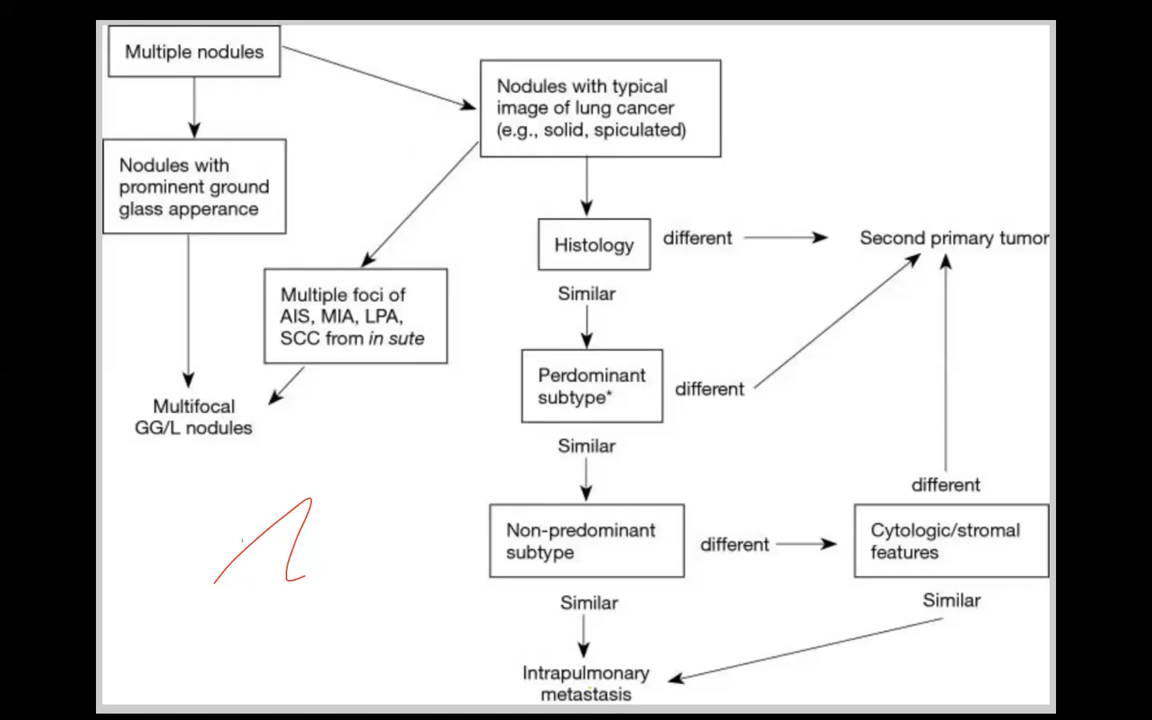 Multiple nodules
Nodules with typical
image of lung cancer
(e.g., solid, spiculated)
Nodules with
prominent ground
glass apperance
Histology
different
Second primary tumor
Similar
Multiple foci of
AIS, MIA, LPA,
SCC from in sute
Perdominant
subtype*
different
Multifocal
GG/L nodules
Similar
different
Non-predominant
subtype
different
Cytologic/stromal
features
Similar
Similar
Intrapulmonary
metastasis